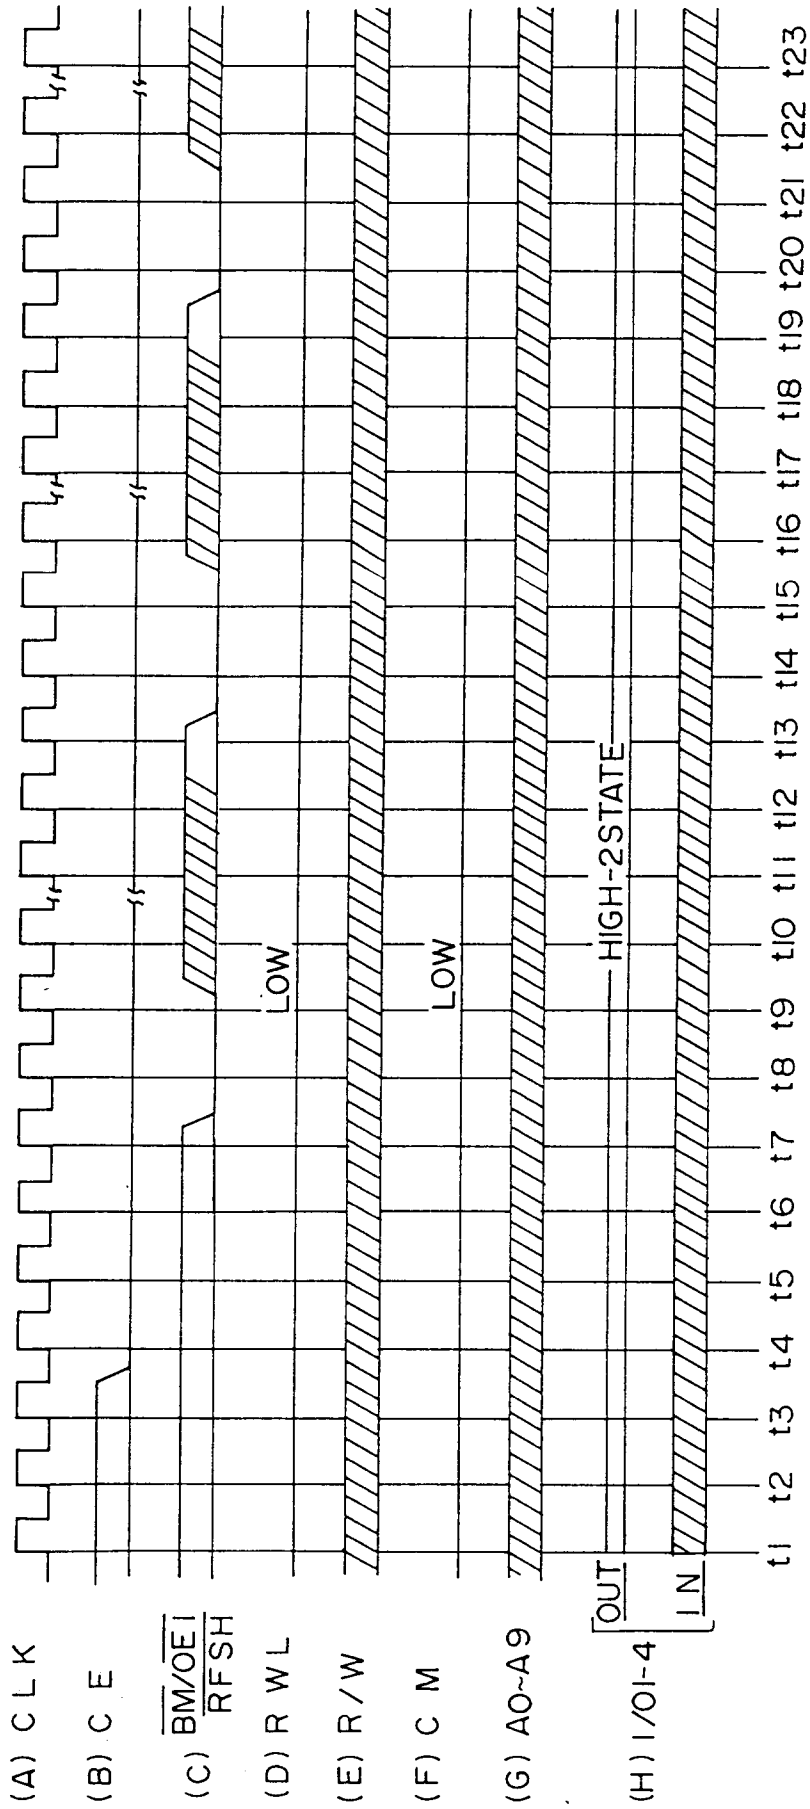 (A) CLK
(B) CE
(C) BM/OE1
RFSH
(D) RWL
LOW
(E) R/W
(F) CM
LOW
(G) A0~A9
(H) I/O1-4
OUT
HIGH-2STATE
IN
t1 t2 t3 t4 t5 t6 t7 t8 t9 t10 t11 t12 t13 t14 t15 t16 t17 t18 t19 t20 t21 t22 t23